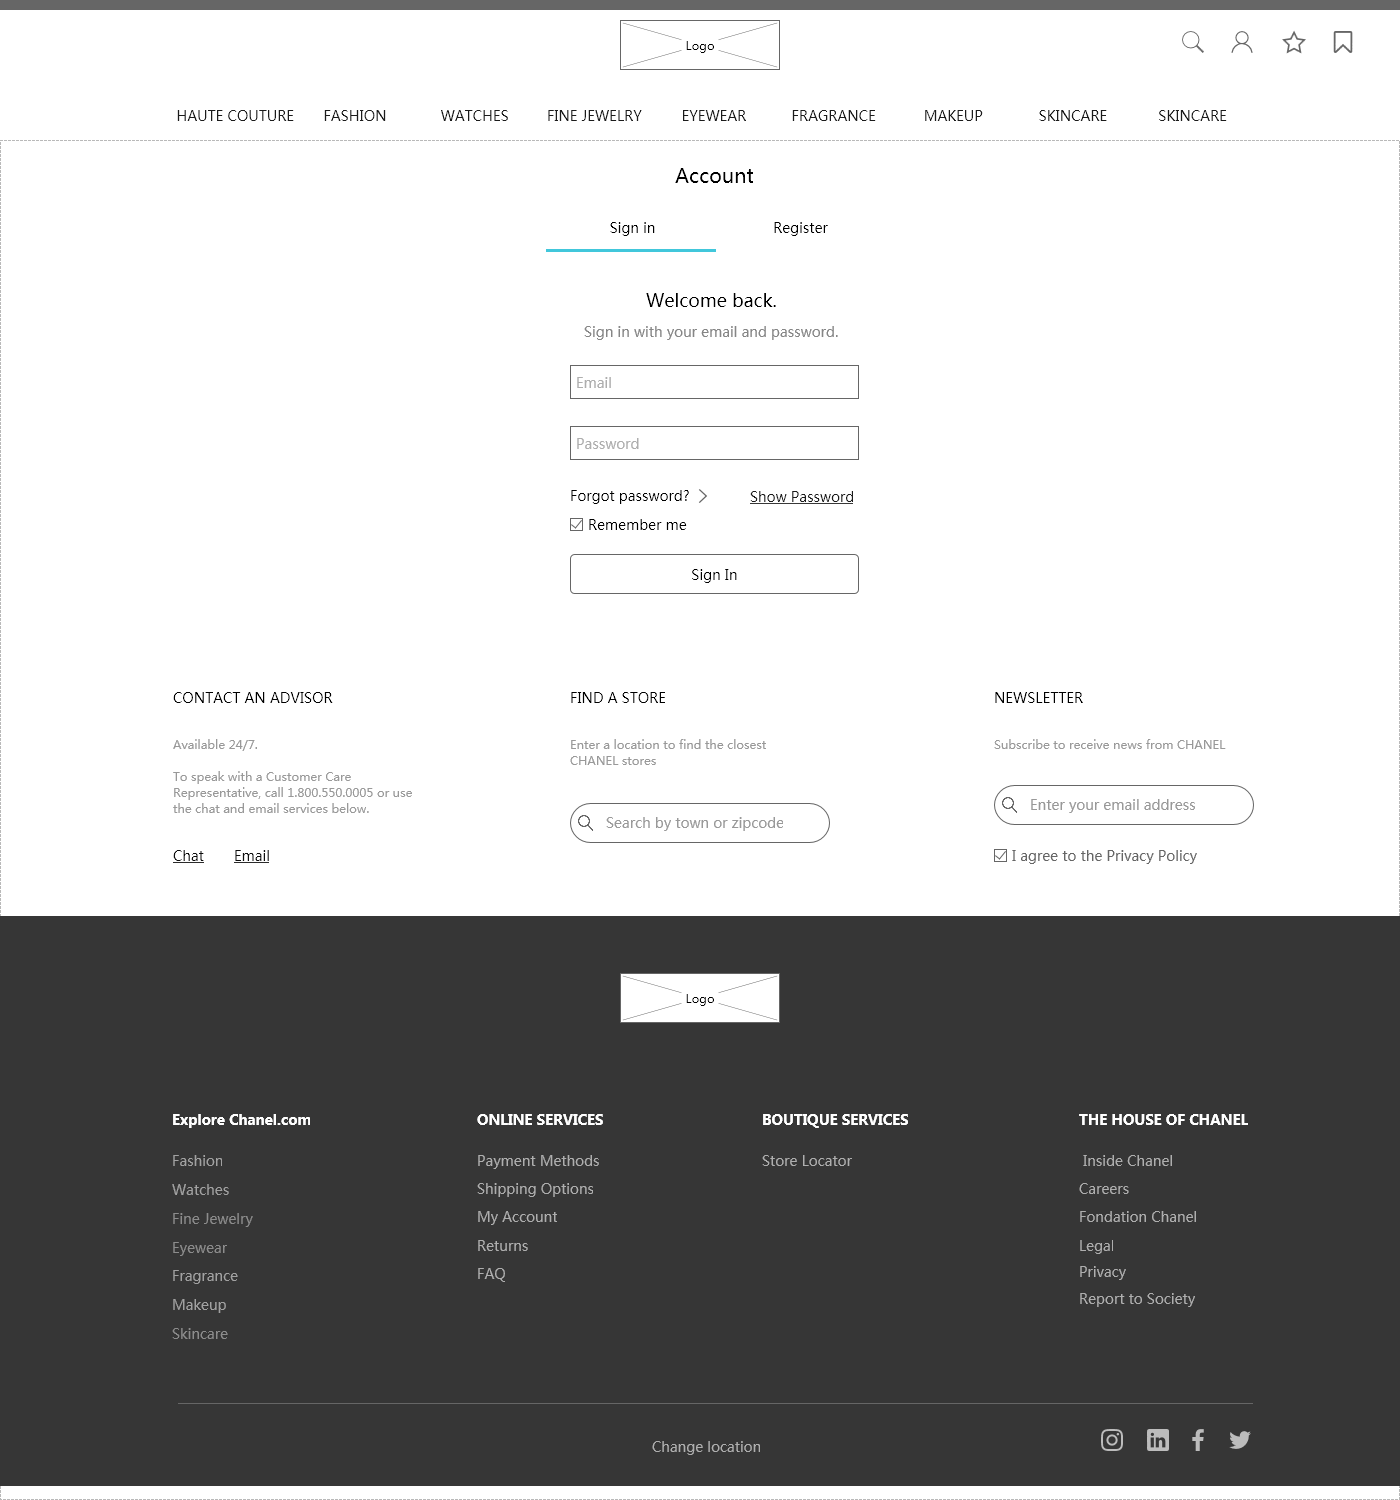 Logo
HAUTE COUTURE FASHION WATCHES FINE JEWELRY EYEWEAR FRAGRANCE MAKEUP SKINCARE SKINCARE
Account
Sign in Register
Welcome back.
Sign in with your email and password.
Email
Password
Forgot password? Show Password
Remember me
Sign In
CONTACT AN ADVISOR
Available 24/7.
To speak with a Customer Care
Representative, call 1.800.550.0005 or use
the chat and email services below.
Chat Email
FIND A STORE
Enter a location to find the closest
CHANEL stores
Search by town or zipcode
NEWSLETTER
Subscribe to receive news from CHANEL
Enter your email address
I agree to the Privacy Policy
Logo
Explore Chanel.com
Fashion
Watches
Fine Jewelry
Eyewear
Fragrance
Makeup
Skincare
ONLINE SERVICES
Payment Methods
Shipping Options
My Account
Returns
FAQ
BOUTIQUE SERVICES
Store Locator
THE HOUSE OF CHANEL
Inside Chanel
Careers
Fondation Chanel
Legal
Privacy
Report to Society
Change location